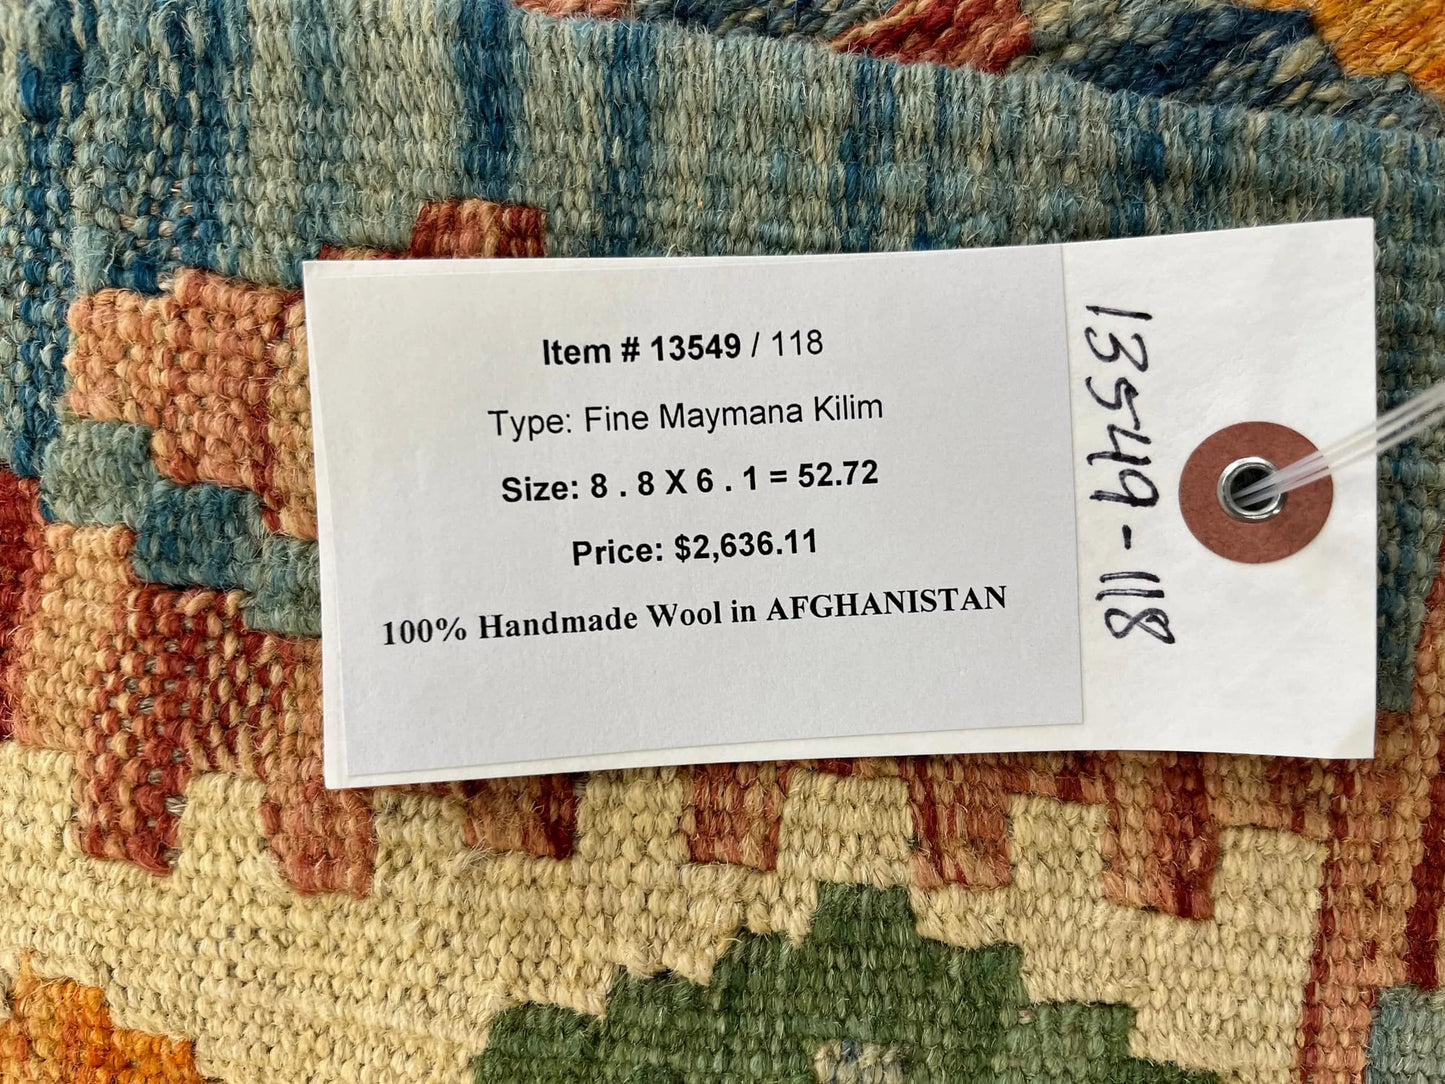 Item # 13549 / 118
Type: Fine Maymana Kilim
Size: 8 . 8 X 6 . 1 = 52.72
Price: $2,636.11
100% Handmade Wool in AFGHANISTAN
13549-118